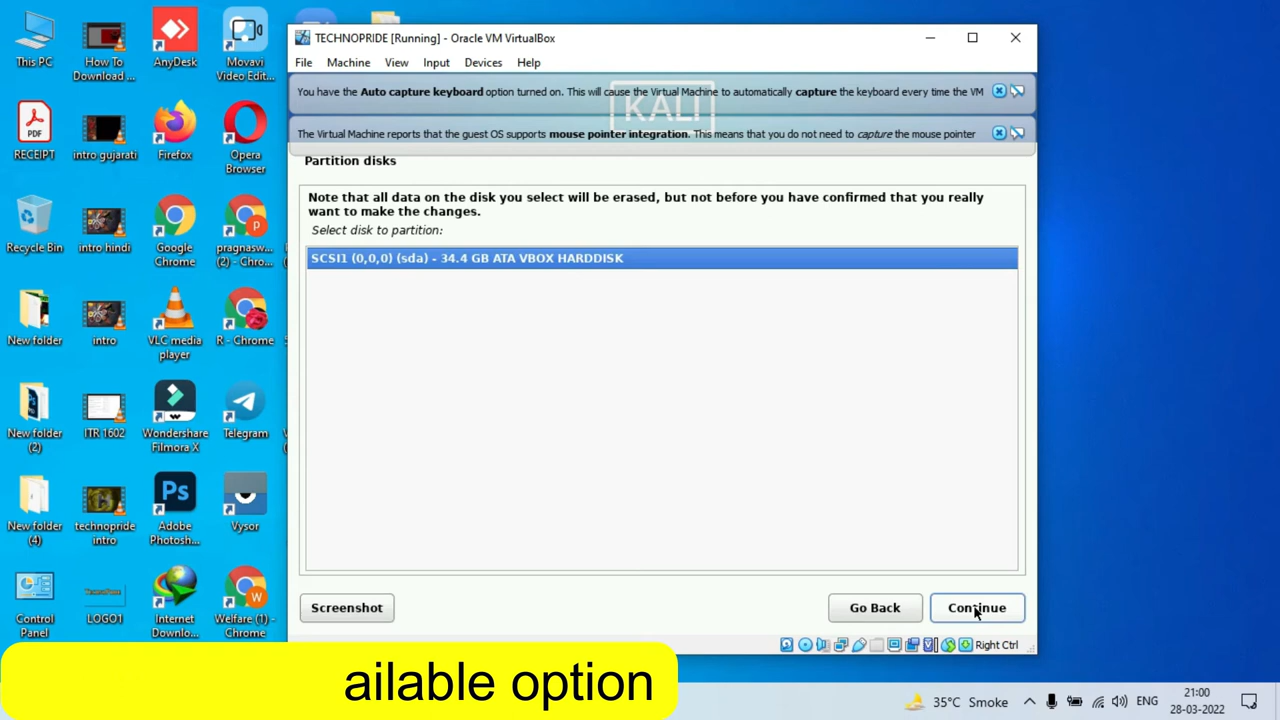 This PC
How To
Download ...
AnyDesk
Movavi
Video Edit...
RECEIPT
intro gujarati
Firefox
Opera
Browser
Recycle Bin
intro hindi
Google
Chrome
pragnasw...
(2) - Chro...
New folder
intro
VLC media
player
R - Chrome
New folder
(2)
ITR 1602
Wondershare
Filmora X
Telegram
New folder
(4)
technopride
intro
Adobe
Photosh...
Vysor
Control
Panel
LOGO1
Internet
Downlo...
Welfare (1) -
Chrome
TECHNOPRIDE [Running] - Oracle VM VirtualBox
File Machine View Input Devices Help
You have the Auto capture keyboard option turned on. This will cause the Virtual Machine to automatically capture the keyboard every time the VM
KALI
The Virtual Machine reports that the guest OS supports mouse pointer integration. This means that you do not need to capture the mouse pointer
Partition disks
Note that all data on the disk you select will be erased, but not before you have confirmed that you really
want to make the changes.
Select disk to partition:
SCSI1 (0,0,0) (sda) - 34.4 GB ATA VBOX HARDDISK
Screenshot Go Back Continue
Right Ctrl
ailable option
35°C Smoke ENG 21:00
28-03-2022